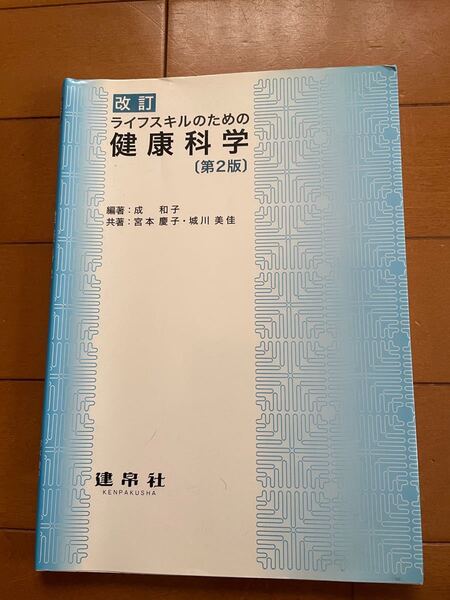 改訂
ライフスキルのための
健康科学
〔第2版〕
編著：成 和子
共著：宮本 慶子・城川 美佳
建帛社
KENPAKUSHA